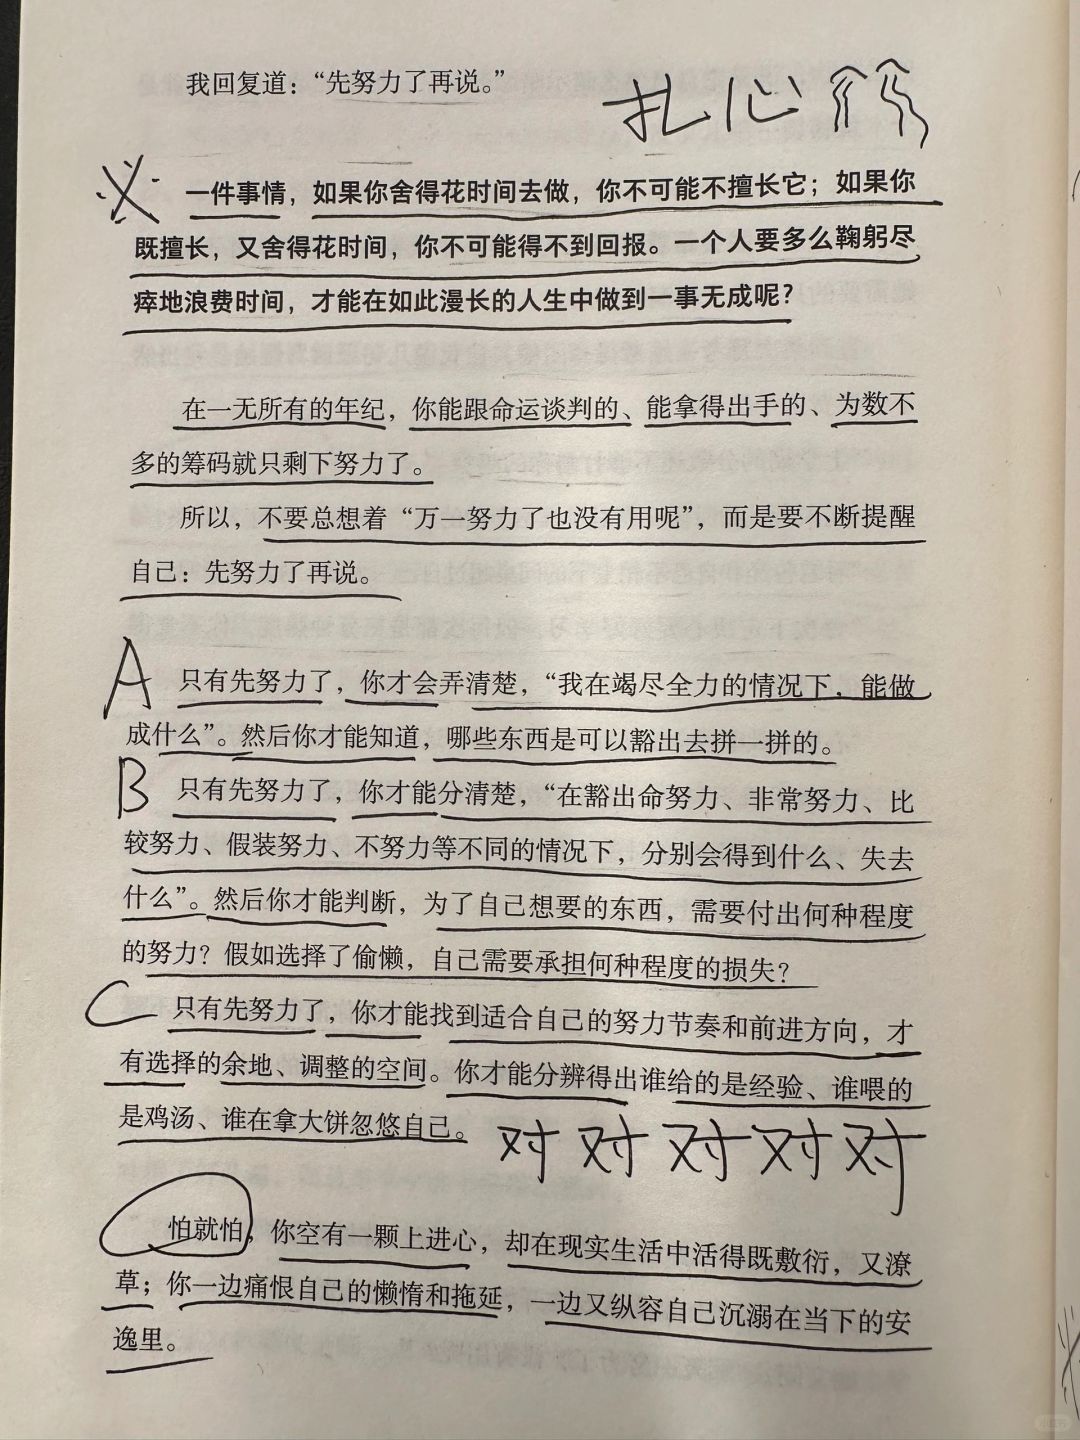 我回复道：“先努力了再说。”
扎心
一件事情，如果你舍得花时间去做，你不可能不擅长它；如果你
既擅长，又舍得花时间，你不可能得不到回报。一个人要多么鞠躬尽
瘁地浪费时间，才能在如此漫长的人生中做到一事无成呢？
在一无所有的年纪，你能跟命运谈判的、能拿得出手的、为数不
多的筹码就只剩下努力了。
所以，不要总想着“万一努力了也没有用呢”，而是要不断提醒
自己：先努力了再说。
A
只有先努力了，你才会弄清楚，“我在竭尽全力的情况下，能做
成什么”。然后你才能知道，哪些东西是可以豁出去拼一拼的。
B
只有先努力了，你才能分清楚，“在豁出命努力、非常努力、比
较努力、假装努力、不努力等不同的情况下，分别会得到什么、失去
什么”。然后你才能判断，为了自己想要的东西，需要付出何种程度
的努力？假如选择了偷懒，自己需要承担何种程度的损失？
C
只有先努力了，你才能找到适合自己的努力节奏和前进方向，才
有选择的余地、调整的空间。你才能分辨得出谁给的是经验、谁喂的
是鸡汤、谁在拿大饼忽悠自己。
对对对对对
怕就怕，你空有一颗上进心，却在现实生活中活得既敷衍，又潦
草；你一边痛恨自己的懒惰和拖延，一边又纵容自己沉溺在当下的安
逸里。